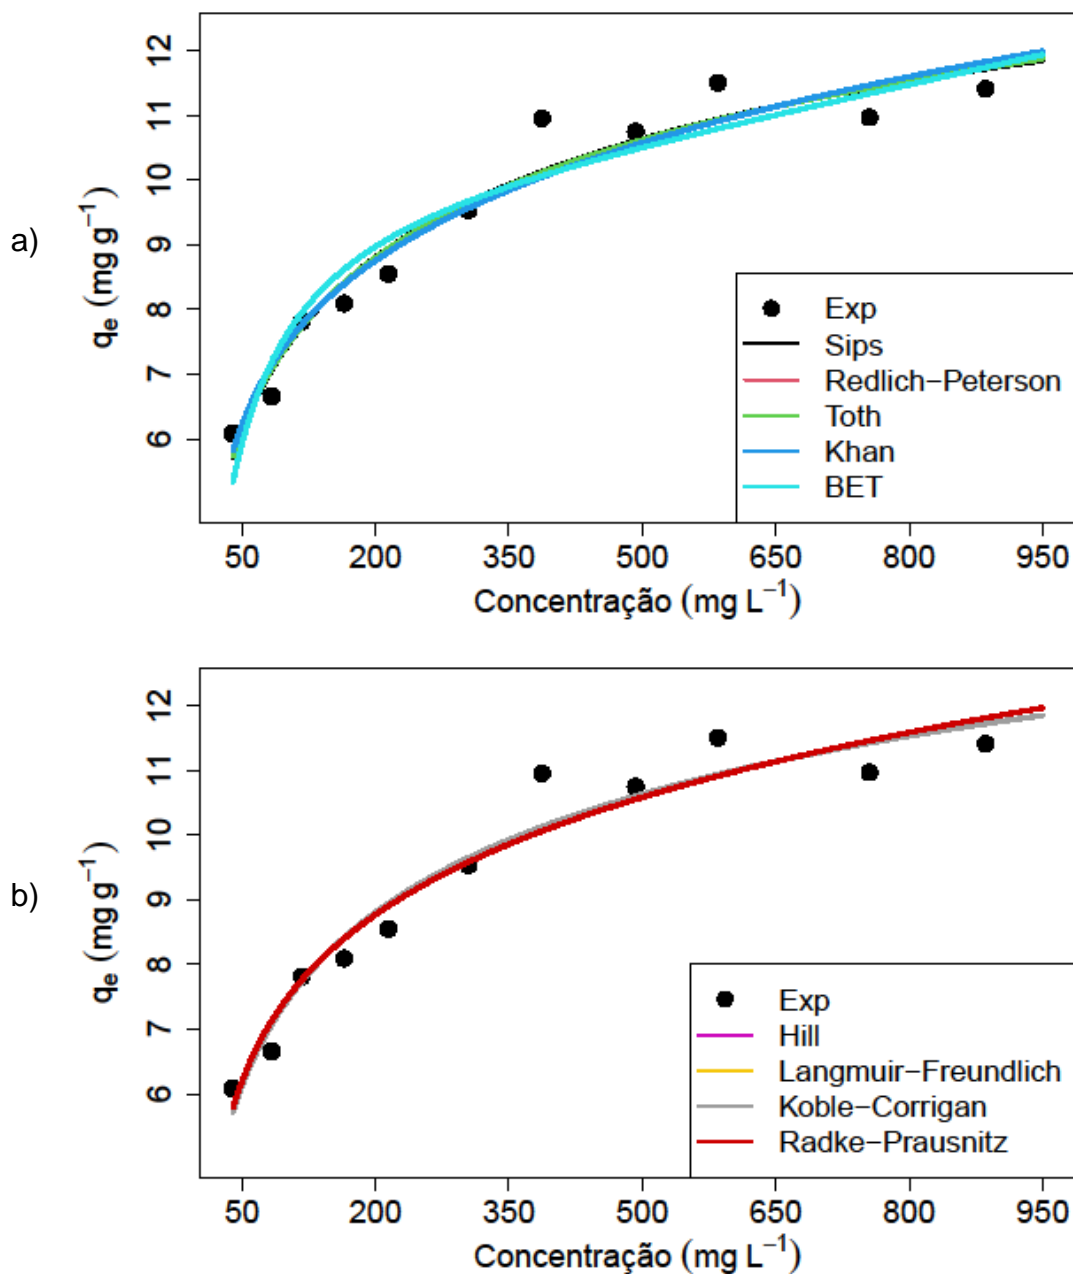 a)
q_e (mg g⁻¹)
12
11
10
9
8
7
6
Exp
Sips
Redlich−Peterson
Toth
Khan
BET
50 200 350 500 650 800 950
Concentração (mg L⁻¹)
b)
q_e (mg g⁻¹)
12
11
10
9
8
7
6
Exp
Hill
Langmuir−Freundlich
Koble−Corrigan
Radke−Prausnitz
50 200 350 500 650 800 950
Concentração (mg L⁻¹)